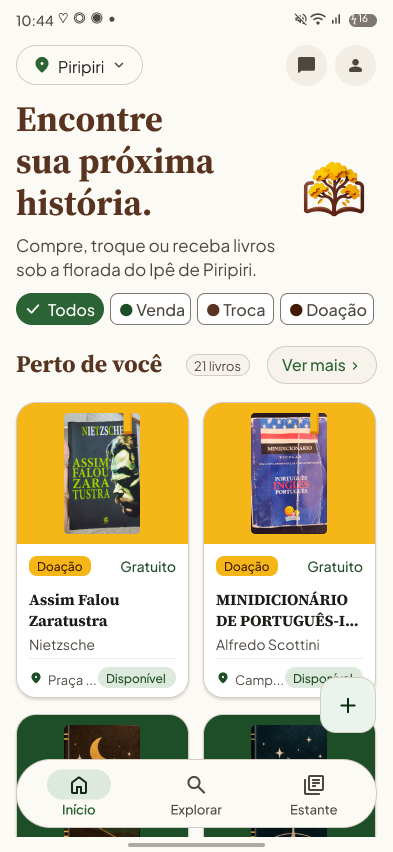 10:44
16
Piripiri
Encontre
sua próxima
história.
Compre, troque ou receba livros
sob a florada do Ipê de Piripiri.
Todos
Venda
Troca
Doação
Perto de você
21 livros
Ver mais ›
NIETZSCHE
ASSIM
FALOU
ZARA
TUSTRA
MINIDICIONÁRIO
ESCOLAR
PORTUGUÊS
INGLÊS
PORTUGUÊS
Doação
Gratuito
Assim Falou
Zaratustra
Nietzsche
Praça ...
Disponível
Doação
Gratuito
MINIDICIONÁRIO
DE PORTUGUÊS-I...
Alfredo Scottini
Camp...
Disponível
+
Início
Explorar
Estante